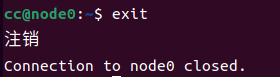 cc@node0:~$ exit
注销
Connection to node0 closed.